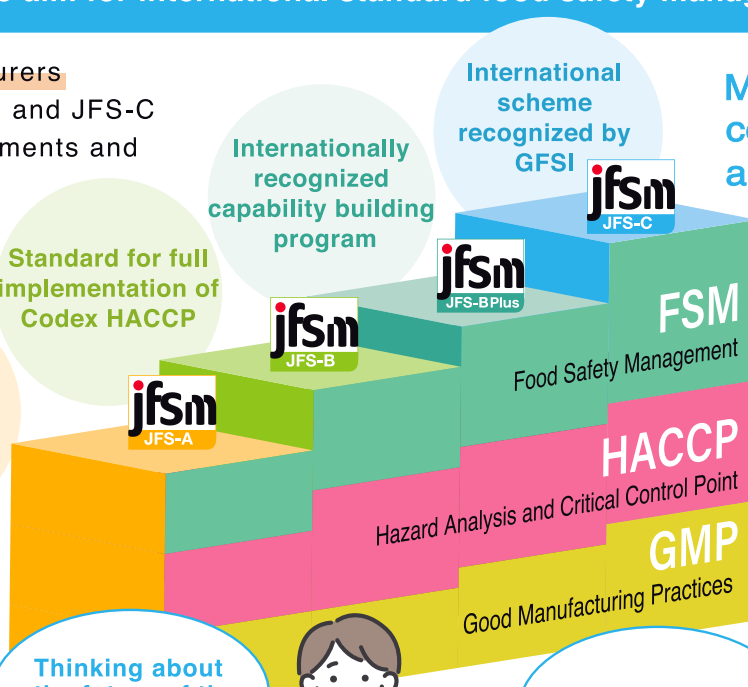 and JFS-C
and
International
scheme
recognized by
GFSI
Internationally
recognized
capability building
program
Standard for full
implementation of
Codex HACCP
jfsm
JFS-C
jfsm
JFS-B Plus
jfsm
JFS-B
jfsm
JFS-A
FSM
Food Safety Management
HACCP
Hazard Analysis and Critical Control Point
GMP
Good Manufacturing Practices
Thinking about